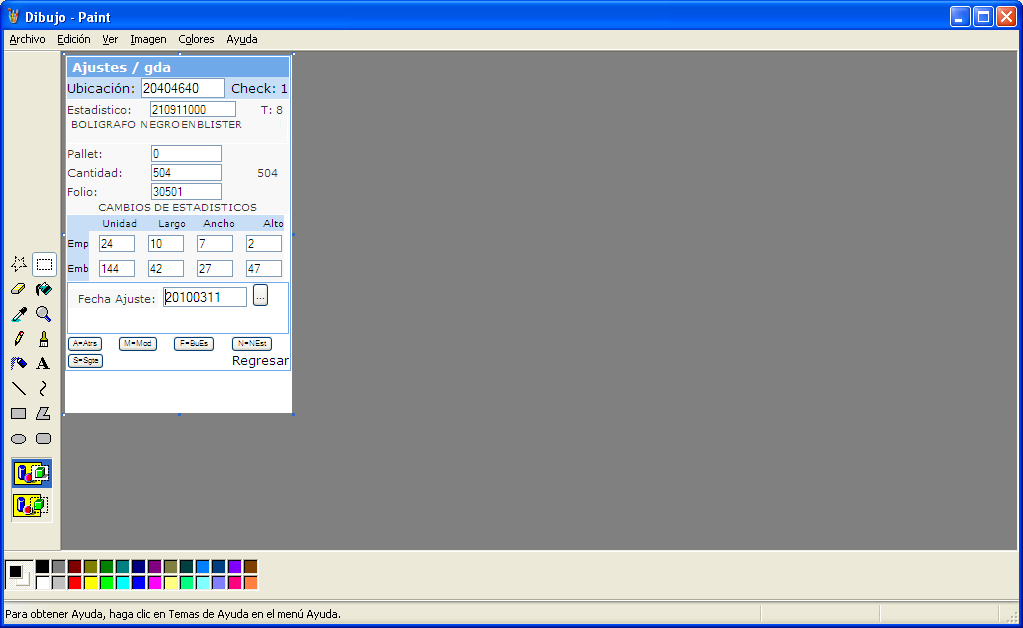 Dibujo - Paint
Archivo Edición Ver Imagen Colores Ayuda
Ajustes / gda
Ubicación: 20404640 Check: 1
Estadistico: 210911000 T: 8
BOLIGRAFO NEGRO EN BLISTER
Pallet: 0
Cantidad: 504 504
Folio: 30501
CAMBIOS DE ESTADISTICOS
Unidad Largo Ancho Alto
Emp 24 10 7 2
Emb 144 42 27 47
Fecha Ajuste: 20100311 ...
A=Atrs M=Mod F=BuEs N=NEst
S=Sgte Regresar
A
Para obtener Ayuda, haga clic en Temas de Ayuda en el menú Ayuda.